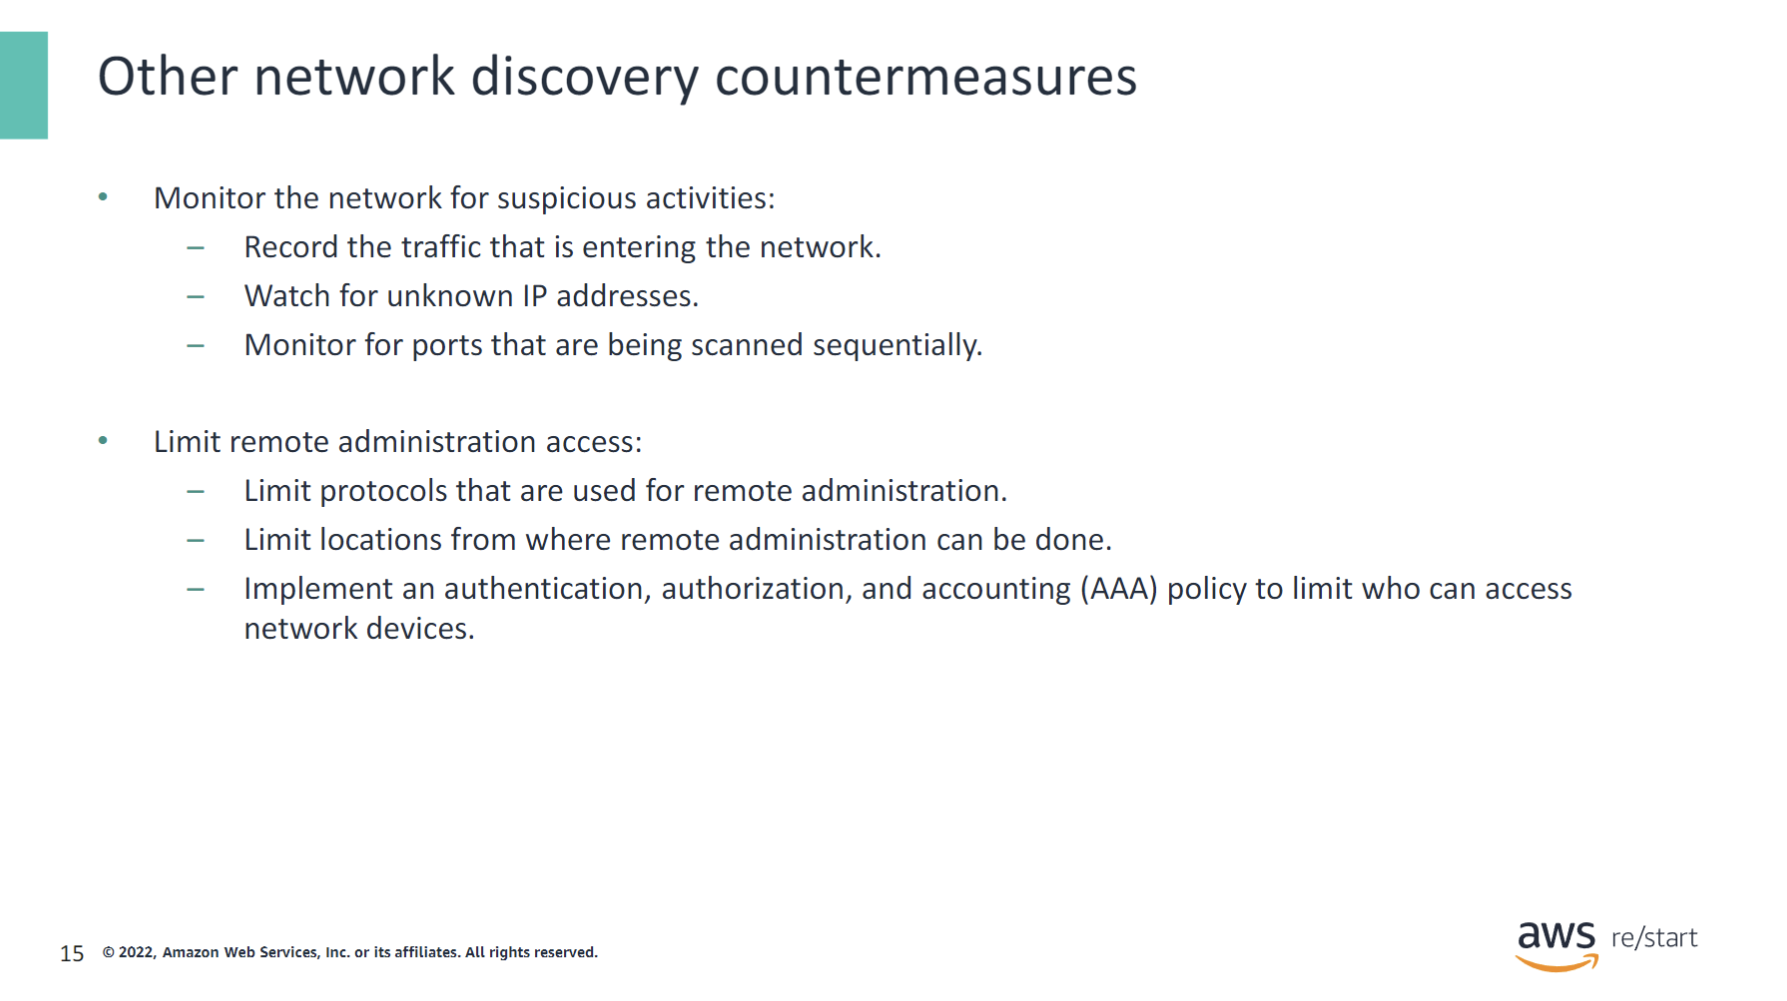 Other network discovery countermeasures
• Monitor the network for suspicious activities:
– Record the traffic that is entering the network.
– Watch for unknown IP addresses.
– Monitor for ports that are being scanned sequentially.
• Limit remote administration access:
– Limit protocols that are used for remote administration.
– Limit locations from where remote administration can be done.
– Implement an authentication, authorization, and accounting (AAA) policy to limit who can access
network devices.
15 © 2022, Amazon Web Services, Inc. or its affiliates. All rights reserved.
aws re/start